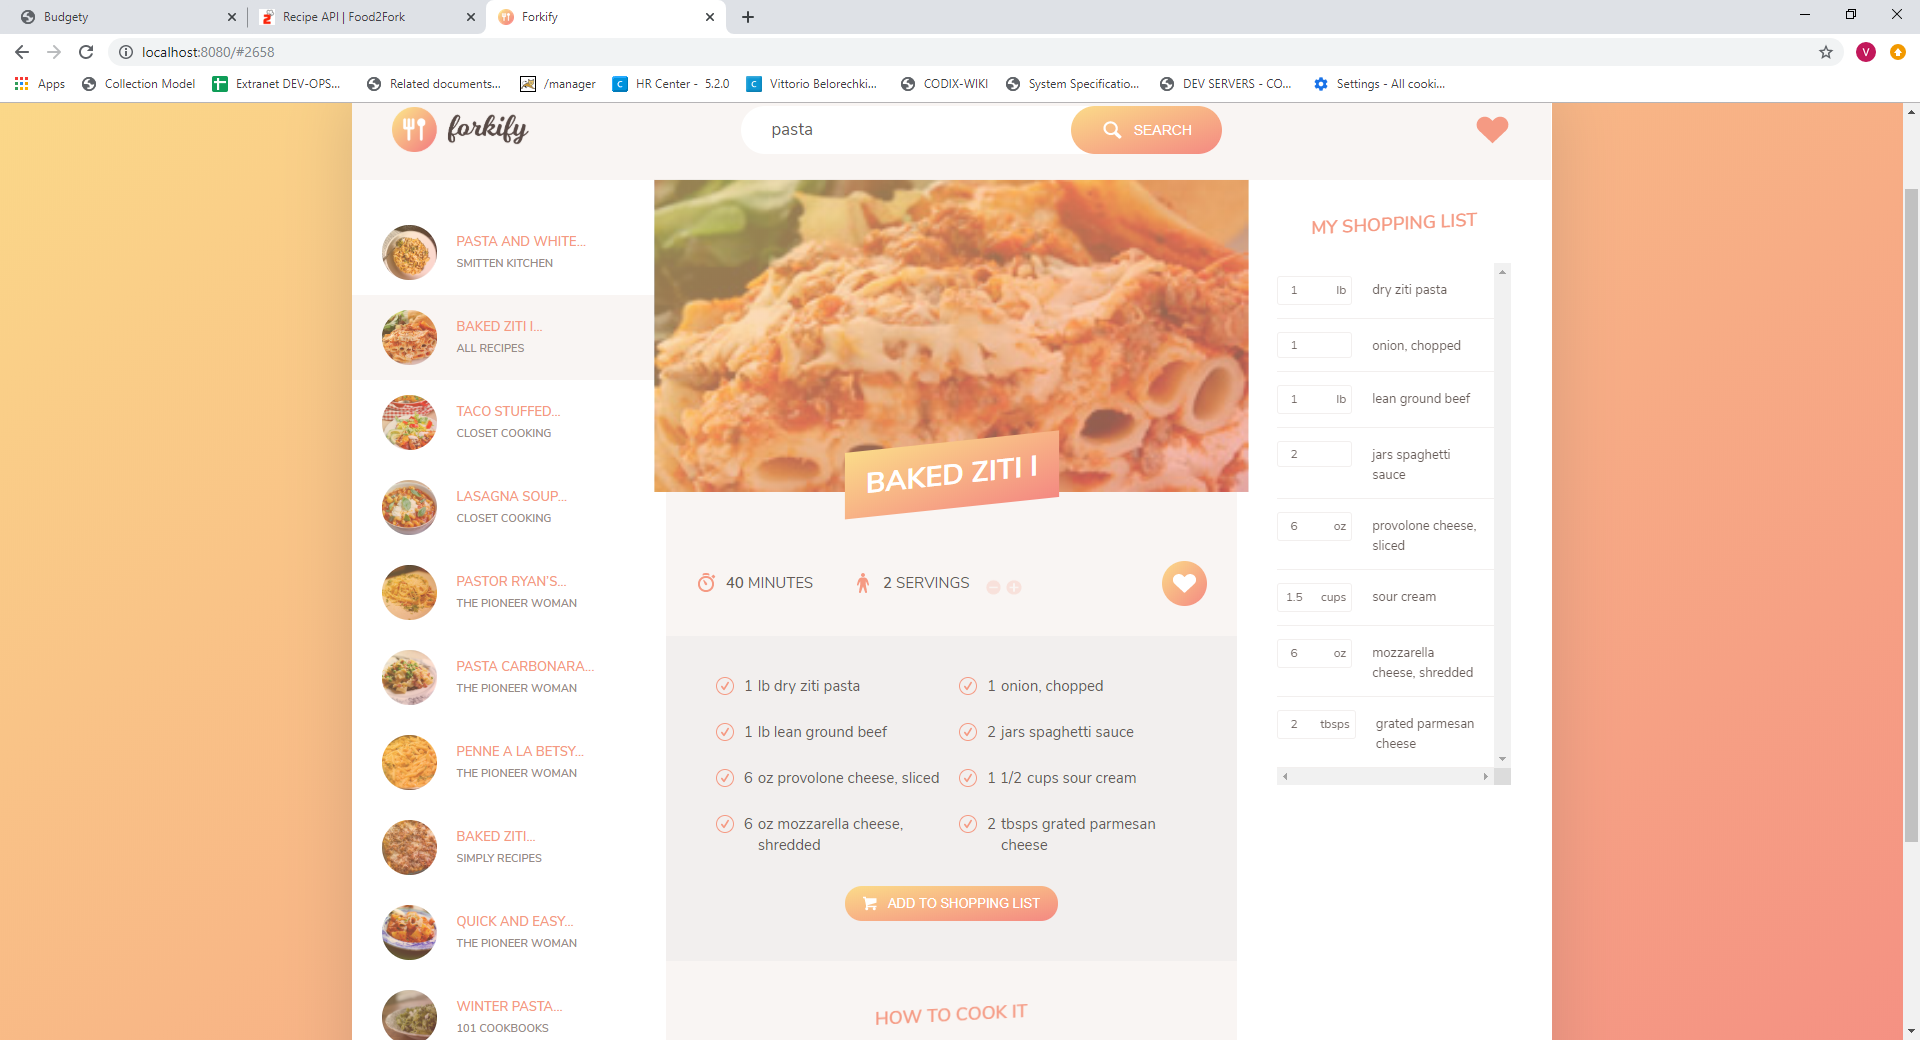 Budgety
Recipe API | Food2Fork
Forkify
localhost:8080/#2658
V
Apps
Collection Model
Extranet DEV-OPS...
Related documents...
/manager
HR Center - 5.2.0
Vittorio Belorechki...
CODIX-WIKI
System Specificatio...
DEV SERVERS - CO...
Settings - All cooki...
forkify
pasta
SEARCH
PASTA AND WHITE...
SMITTEN KITCHEN
BAKED ZITI I...
ALL RECIPES
TACO STUFFED...
CLOSET COOKING
LASAGNA SOUP...
CLOSET COOKING
PASTOR RYAN'S...
THE PIONEER WOMAN
PASTA CARBONARA...
THE PIONEER WOMAN
PENNE A LA BETSY...
THE PIONEER WOMAN
BAKED ZITI...
SIMPLY RECIPES
QUICK AND EASY...
THE PIONEER WOMAN
WINTER PASTA...
101 COOKBOOKS
BAKED ZITI I
40 MINUTES
2 SERVINGS
1 lb dry ziti pasta
1 onion, chopped
1 lb lean ground beef
2 jars spaghetti sauce
6 oz provolone cheese, sliced
1 1/2 cups sour cream
6 oz mozzarella cheese,
shredded
2 tbsps grated parmesan
cheese
ADD TO SHOPPING LIST
HOW TO COOK IT
MY SHOPPING LIST
1 lb dry ziti pasta
1 onion, chopped
1 lb lean ground beef
2 jars spaghetti
sauce
6 oz provolone cheese,
sliced
1.5 cups sour cream
6 oz mozzarella
cheese, shredded
2 tbsps grated parmesan
cheese